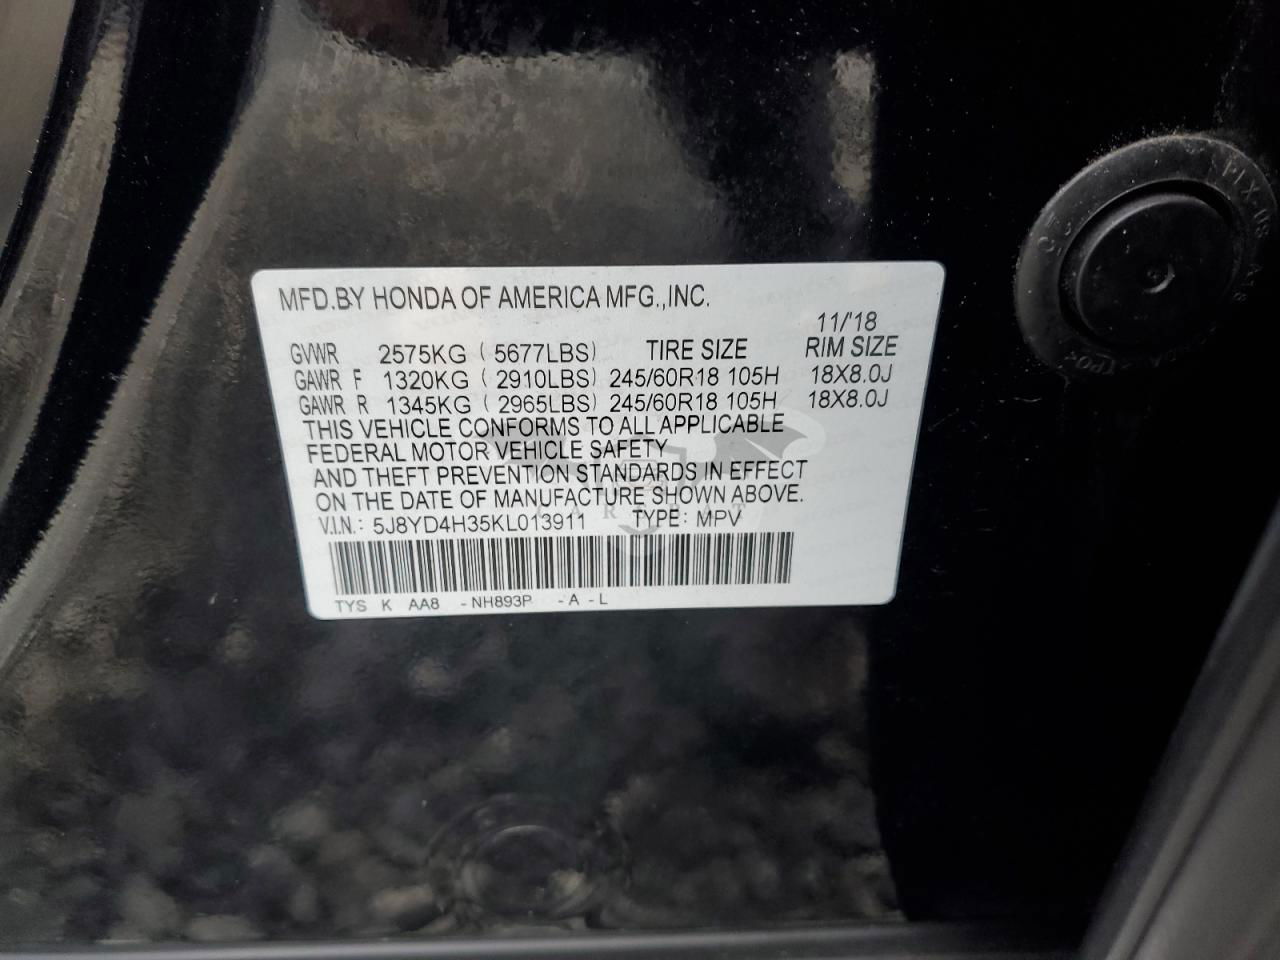 MFD.BY HONDA OF AMERICA MFG.,INC.
11/'18
GVWR 2575KG ( 5677LBS) TIRE SIZE RIM SIZE
GAWR F 1320KG ( 2910LBS) 245/60R18 105H 18X8.0J
GAWR R 1345KG ( 2965LBS) 245/60R18 105H 18X8.0J
THIS VEHICLE CONFORMS TO ALL APPLICABLE
FEDERAL MOTOR VEHICLE SAFETY
AND THEFT PREVENTION STANDARDS IN EFFECT
ON THE DATE OF MANUFACTURE SHOWN ABOVE.
V.I.N.: 5J8YD4H35KL013911 TYPE: MPV
TYS K AA8 -NH893P -A -L